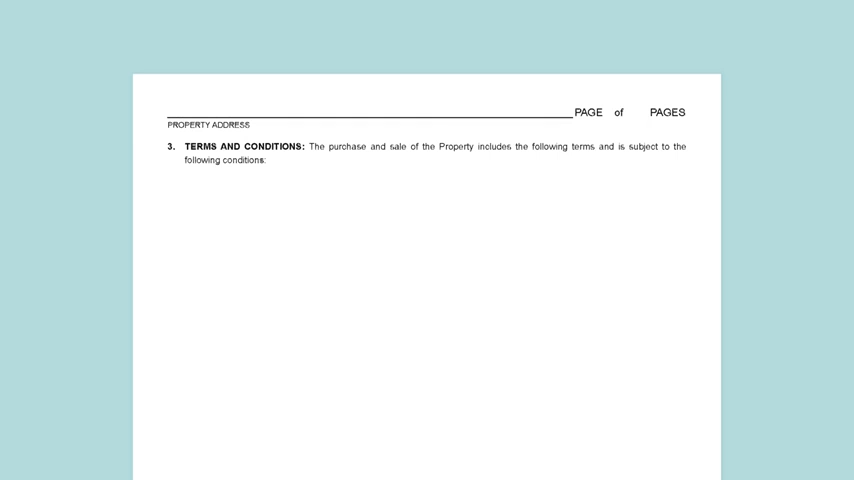 PAGE of PAGES
PROPERTY ADDRESS
3. TERMS AND CONDITIONS: The purchase and sale of the Property includes the following terms and is subject to the
following conditions: